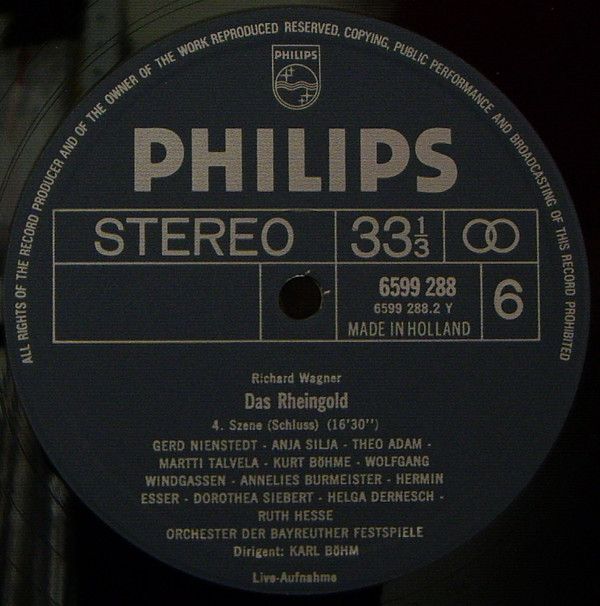 ALL RIGHTS OF THE RECORD PRODUCER AND OF THE OWNER OF THE WORK REPRODUCED RESERVED, COPYING, PUBLIC PERFORMANCE AND BROADCASTING OF THIS RECORD PROHIBITED
PHILIPS
PHILIPS
STEREO 33 1/3
6599 288 6
6599 288.2 Y
MADE IN HOLLAND
Richard Wagner
Das Rheingold
4. Szene (Schluss) (16'30'')
GERD NIENSTEDT - ANJA SILJA - THEO ADAM -
MARTTI TALVELA - KURT BÖHME - WOLFGANG
WINDGASSEN - ANNELIES BURMEISTER - HERMIN
ESSER - DOROTHEA SIEBERT - HELGA DERNESCH -
RUTH HESSE
ORCHESTER DER BAYREUTHER FESTSPIELE
Dirigent: KARL BÖHM
Live-Aufnahme